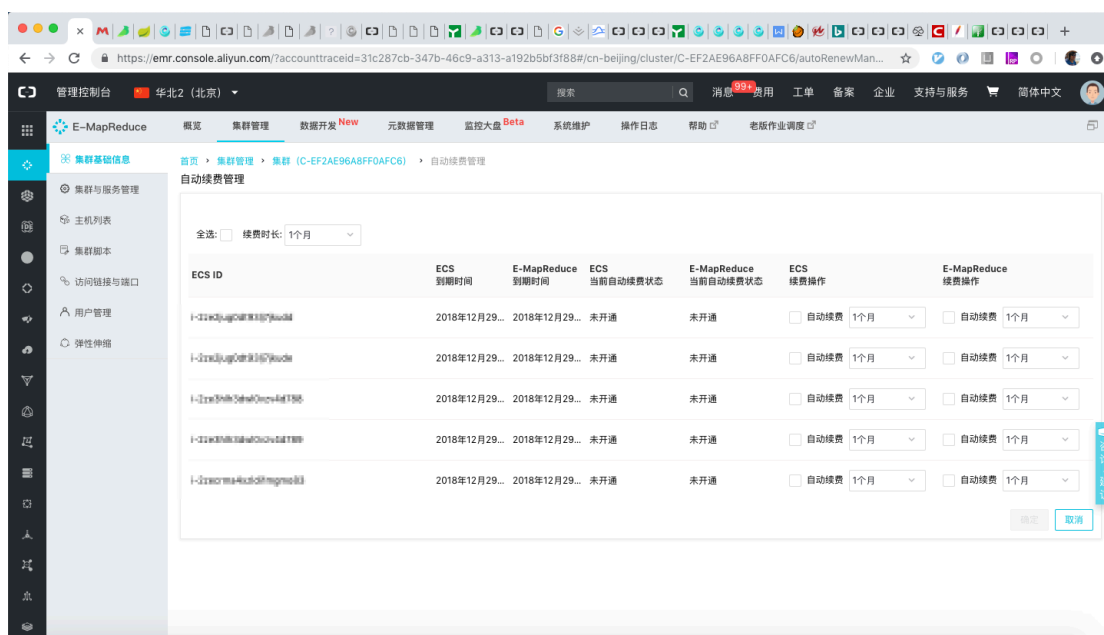 https://emr.console.aliyun.com/?accounttraceid=31c287cb-347b-46c9-a313-a192b5bf3f88#/cn-beijing/cluster/C-EF2AE96A8FF0AFC6/autoRenewMan...
管理控制台 华北2（北京） 搜索 消息 99+ 费用 工单 备案 企业 支持与服务 简体中文
E-MapReduce 概览 集群管理 数据开发 New 元数据管理 监控大盘 Beta 系统维护 操作日志 帮助 老版作业调度
集群基础信息
集群与服务管理
主机列表
集群脚本
访问链接与端口
用户管理
弹性伸缩
首页 › 集群管理 › 集群 (C-EF2AE96A8FF0AFC6) › 自动续费管理
自动续费管理
全选: 续费时长: 1个月
ECS ID ECS 到期时间 E-MapReduce 到期时间 ECS 当前自动续费状态 E-MapReduce 当前自动续费状态 ECS 续费操作 E-MapReduce 续费操作
2018年12月29... 2018年12月29... 未开通 未开通 自动续费 1个月 自动续费 1个月
2018年12月29... 2018年12月29... 未开通 未开通 自动续费 1个月 自动续费 1个月
2018年12月29... 2018年12月29... 未开通 未开通 自动续费 1个月 自动续费 1个月
2018年12月29... 2018年12月29... 未开通 未开通 自动续费 1个月 自动续费 1个月
2018年12月29... 2018年12月29... 未开通 未开通 自动续费 1个月 自动续费 1个月
确定 取消